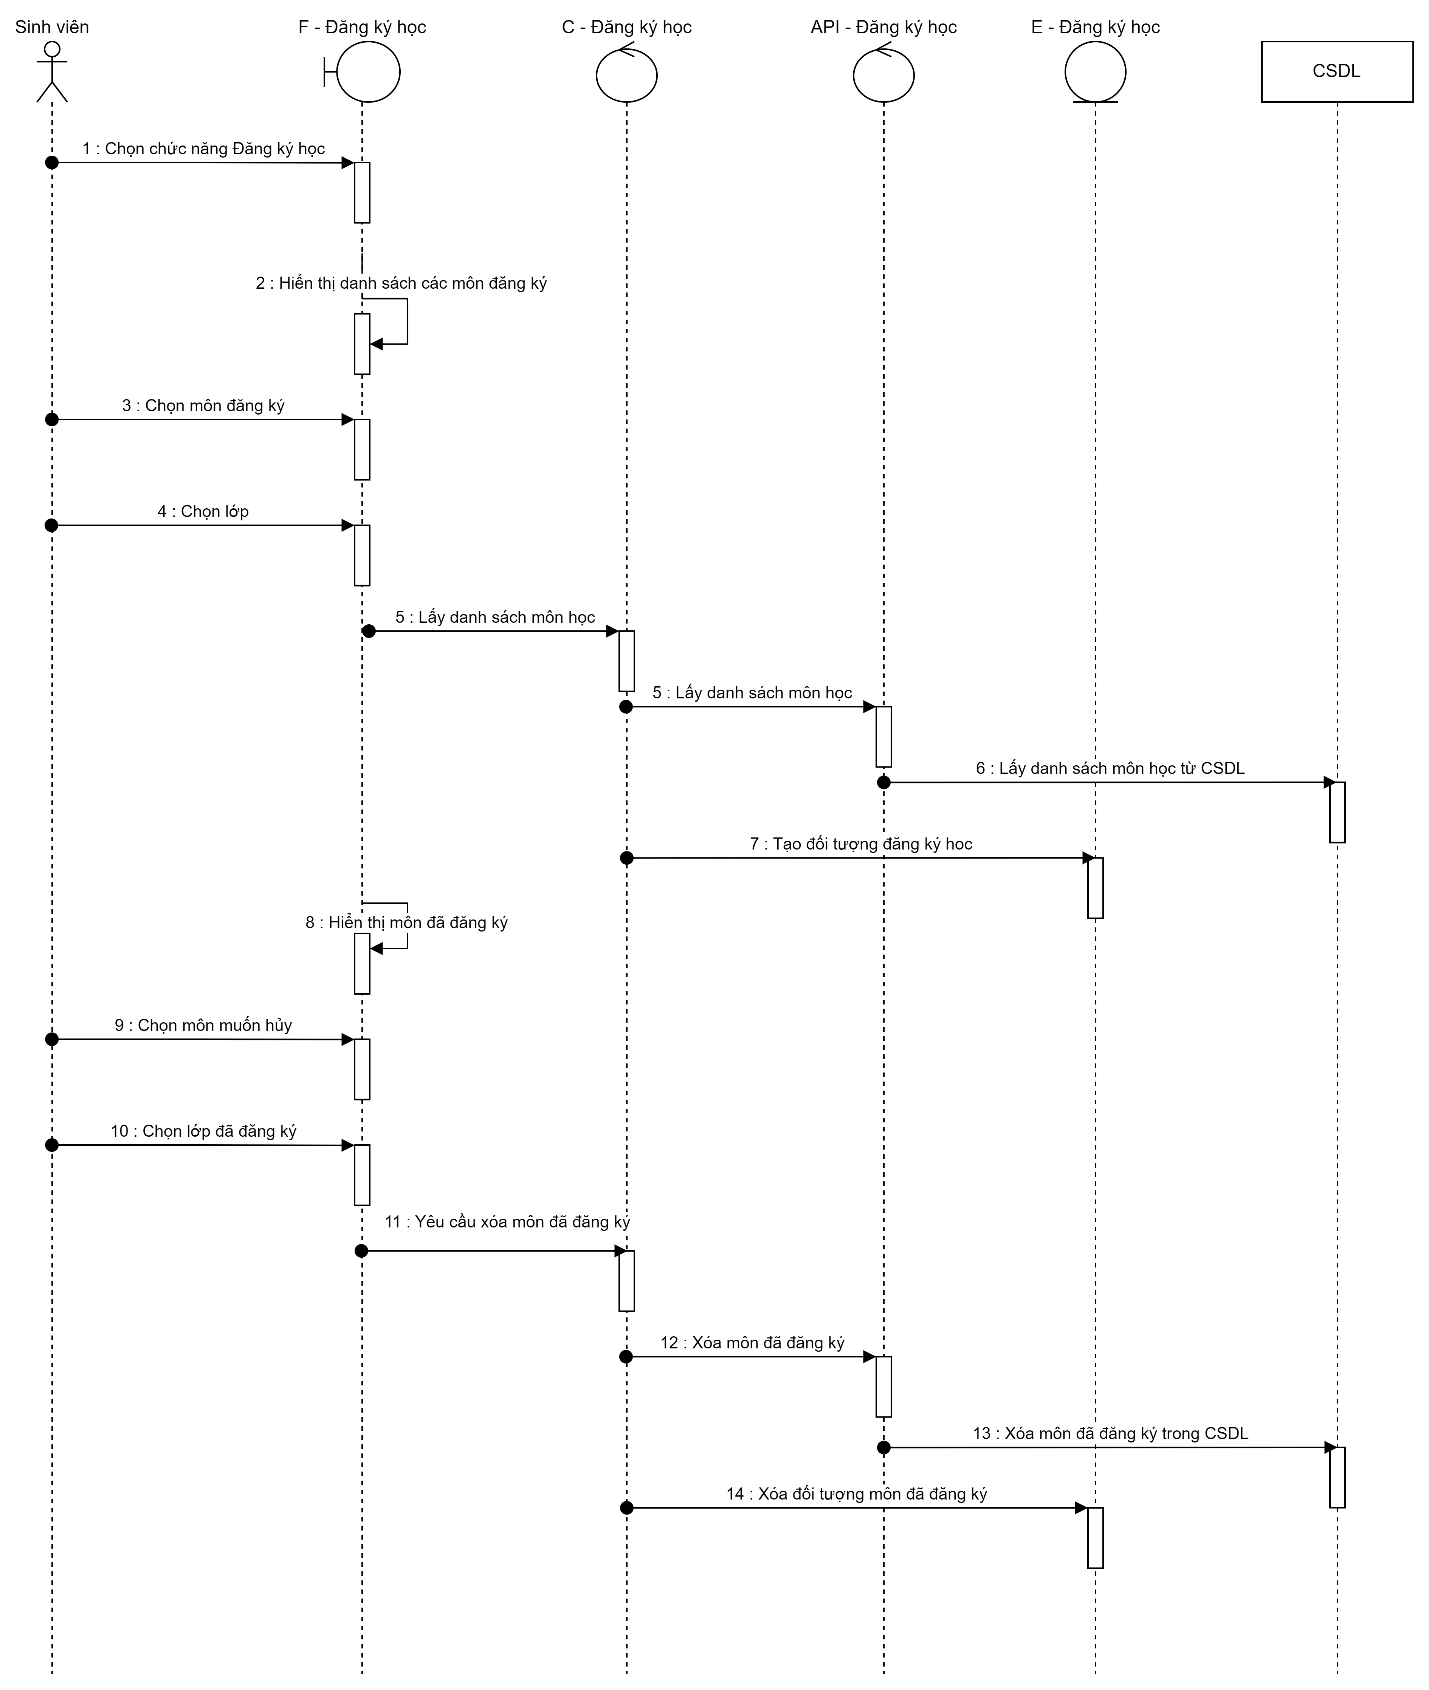 Sinh viên
F - Đăng ký học
C - Đăng ký học
API - Đăng ký học
E - Đăng ký học
CSDL
1 : Chọn chức năng Đăng ký học
2 : Hiển thị danh sách các môn đăng ký
3 : Chọn môn đăng ký
4 : Chọn lớp
5 : Lấy danh sách môn học
5 : Lấy danh sách môn học
6 : Lấy danh sách môn học từ CSDL
7 : Tạo đối tượng đăng ký hoc
8 : Hiển thị môn đã đăng ký
9 : Chọn môn muốn hủy
10 : Chọn lớp đã đăng ký
11 : Yêu cầu xóa môn đã đăng ký
12 : Xóa môn đã đăng ký
13 : Xóa môn đã đăng ký trong CSDL
14 : Xóa đối tượng môn đã đăng ký